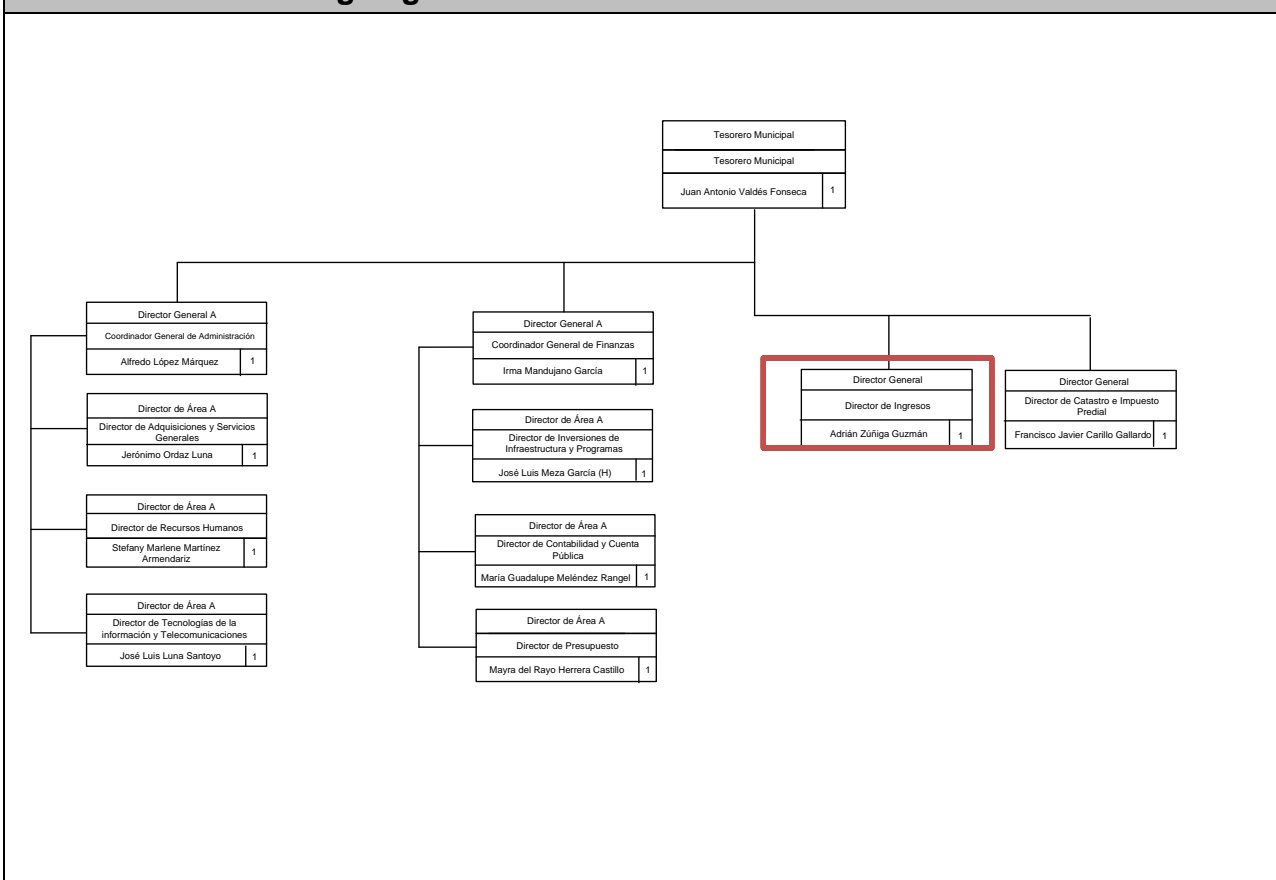 Tesorero Municipal
Tesorero Municipal
Juan Antonio Valdés Fonseca 1
Director General A
Coordinador General de Administración
Alfredo López Márquez 1
Director de Área A
Director de Adquisiciones y Servicios
Generales
Jerónimo Ordaz Luna 1
Director de Área A
Director de Recursos Humanos
Stefany Marlene Martínez
Armendariz 1
Director de Área A
Director de Tecnologías de la
información y Telecomunicaciones
José Luis Luna Santoyo 1
Director General A
Coordinador General de Finanzas
Irma Mandujano García 1
Director de Área A
Director de Inversiones de
Infraestructura y Programas
José Luis Meza García (H) 1
Director de Área A
Director de Contabilidad y Cuenta
Pública
María Guadalupe Meléndez Rangel 1
Director de Área A
Director de Presupuesto
Mayra del Rayo Herrera Castillo 1
Director General
Director de Ingresos
Adrián Zúñiga Guzmán 1
Director General
Director de Catastro e Impuesto
Predial
Francisco Javier Carillo Gallardo 1